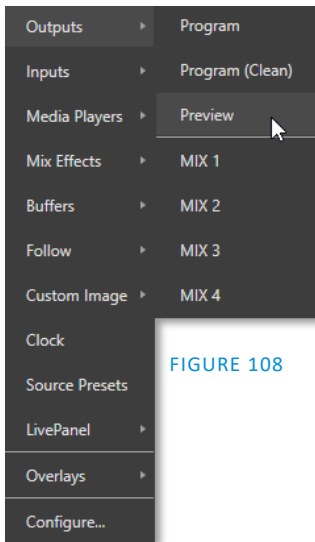 Outputs
Program
Inputs
Program (Clean)
Media Players
Preview
Mix Effects
MIX 1
Buffers
MIX 2
Follow
MIX 3
Custom Image
MIX 4
Clock
FIGURE 108
Source Presets
LivePanel
Overlays
Configure...